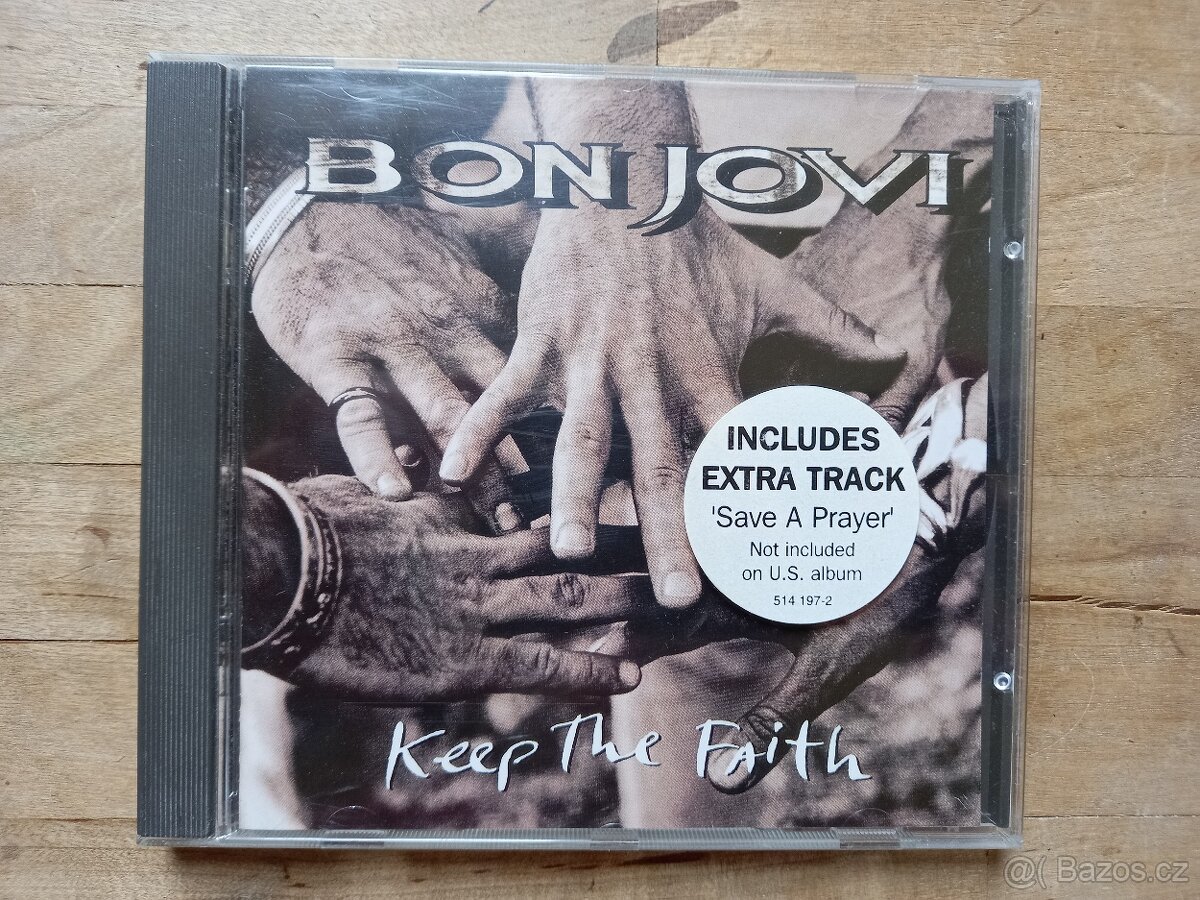 BON JOVI
INCLUDES
EXTRA TRACK
'Save A Prayer'
Not included
on U.S. album
514 197-2
Keep The Faith
@( Bazos.cz